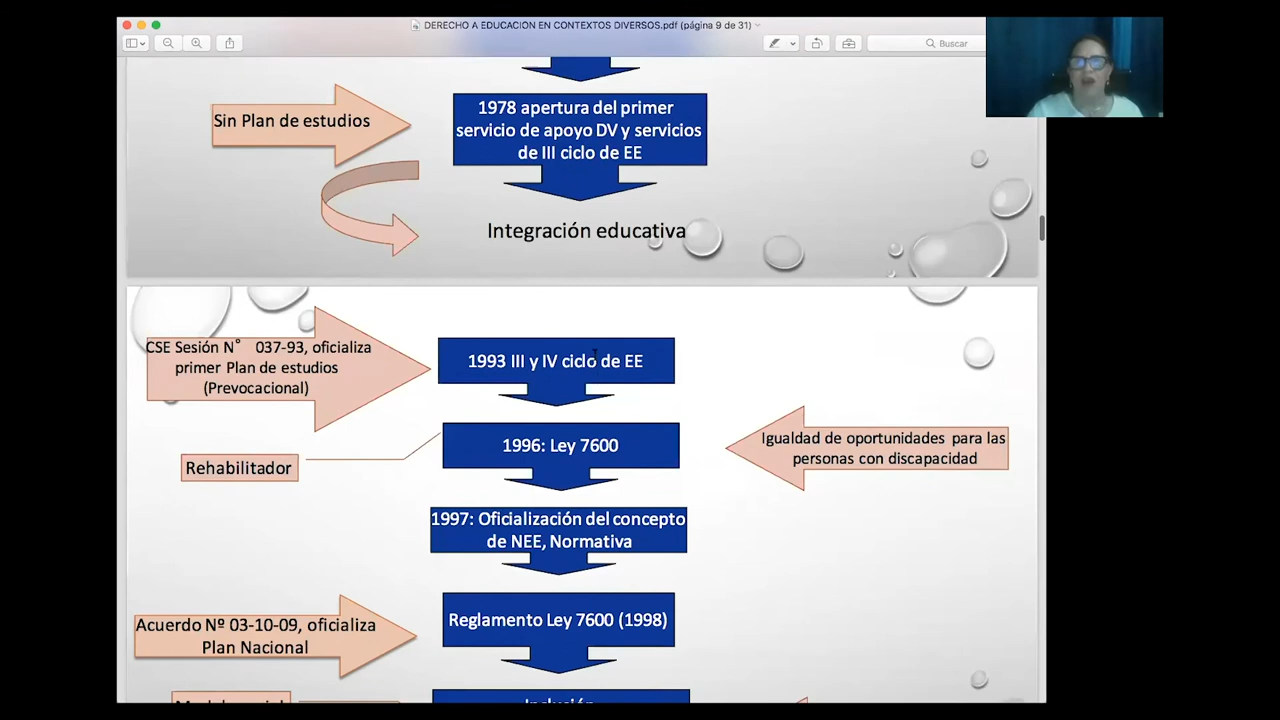 DERECHO A EDUCACION EN CONTEXTOS DIVERSOS.pdf (página 9 de 31)
Buscar
Sin Plan de estudios
1978 apertura del primer
servicio de apoyo DV y servicios
de III ciclo de EE
Integración educativa
CSE Sesión N° 037-93, oficializa
primer Plan de estudios
(Prevocacional)
1993 III y IV ciclo de EE
1996: Ley 7600
Igualdad de oportunidades para las
personas con discapacidad
Rehabilitador
1997: Oficialización del concepto
de NEE, Normativa
Acuerdo Nº 03-10-09, oficializa
Plan Nacional
Reglamento Ley 7600 (1998)
Inclusión